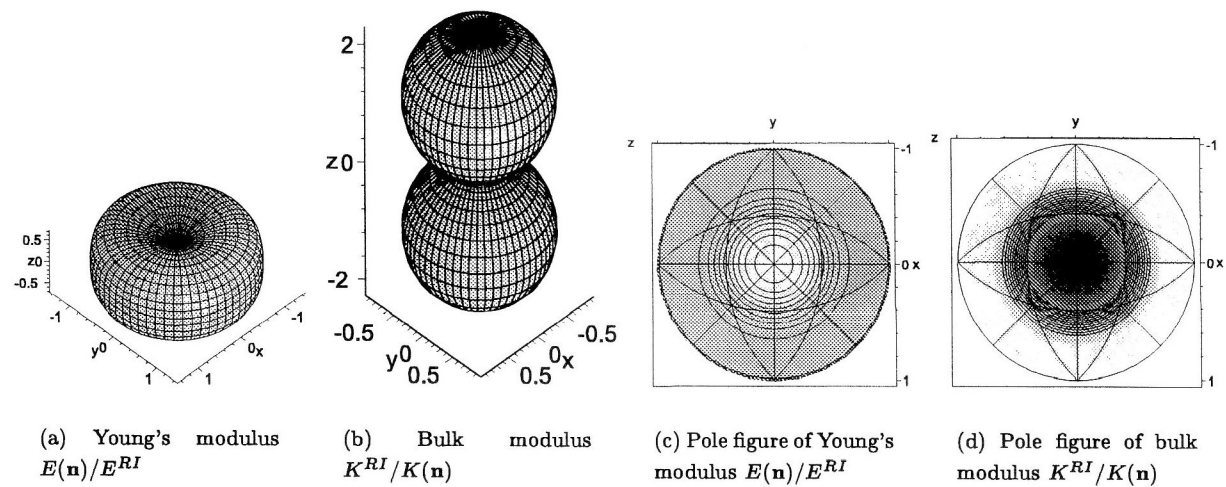 2
z0
-2
-0.5
y0
0.5
0.5
0x
-0.5
0.5
z0
-0.5
-1
y0
1
1
0x
-1
y
z
-1
0 x
1
y
z
-1
0 x
1
(a) Young's modulus
E(n)/E^{RI}
(b) Bulk modulus
K^{RI}/K(n)
(c) Pole figure of Young's
modulus E(n)/E^{RI}
(d) Pole figure of bulk
modulus K^{RI}/K(n)